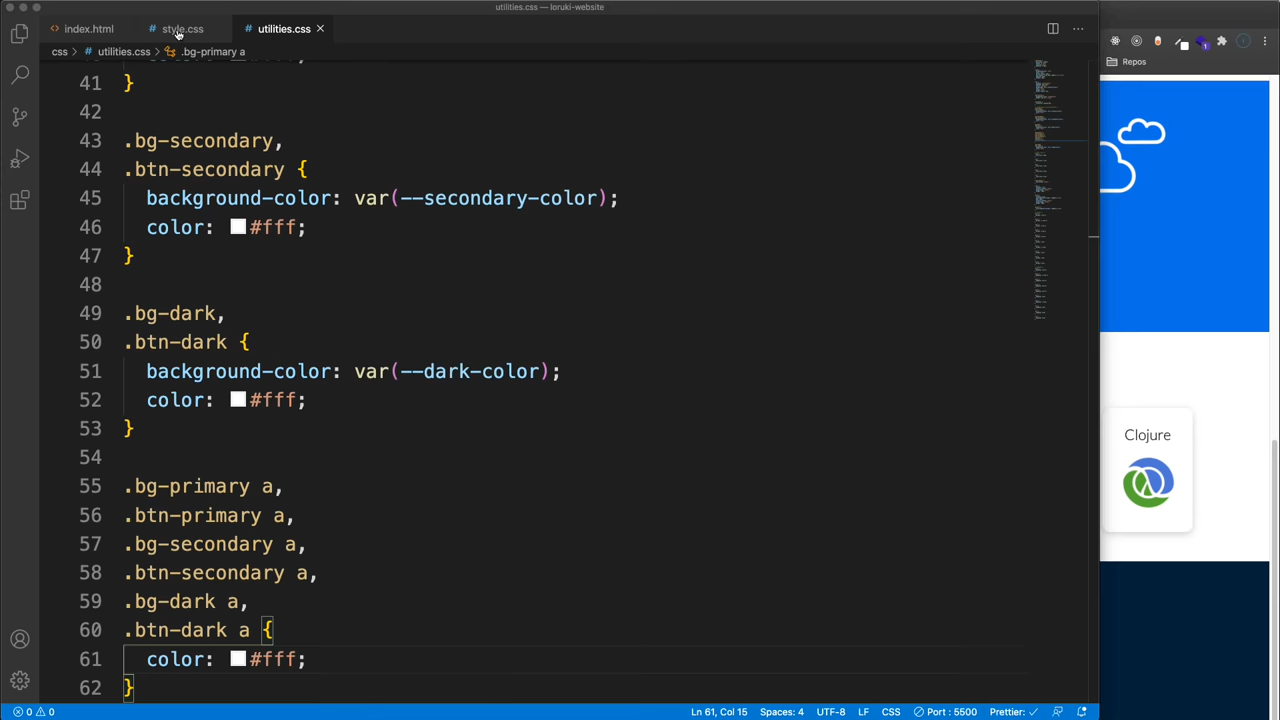 utilities.css — loruki-website
index.html
style.css
utilities.css
css > utilities.css > .bg-primary a
41 }
42
43 .bg-secondary,
44 .btn-secondary {
45 background-color: var(--secondary-color);
46 color: #fff;
47 }
48
49 .bg-dark,
50 .btn-dark {
51 background-color: var(--dark-color);
52 color: #fff;
53 }
54
55 .bg-primary a,
56 .btn-primary a,
57 .bg-secondary a,
58 .btn-secondary a,
59 .bg-dark a,
60 .btn-dark a {
61 color: #fff;
62 }
Repos
Clojure
0 0
Ln 61, Col 15
Spaces: 4
UTF-8
LF
CSS
Port : 5500
Prettier: ✓